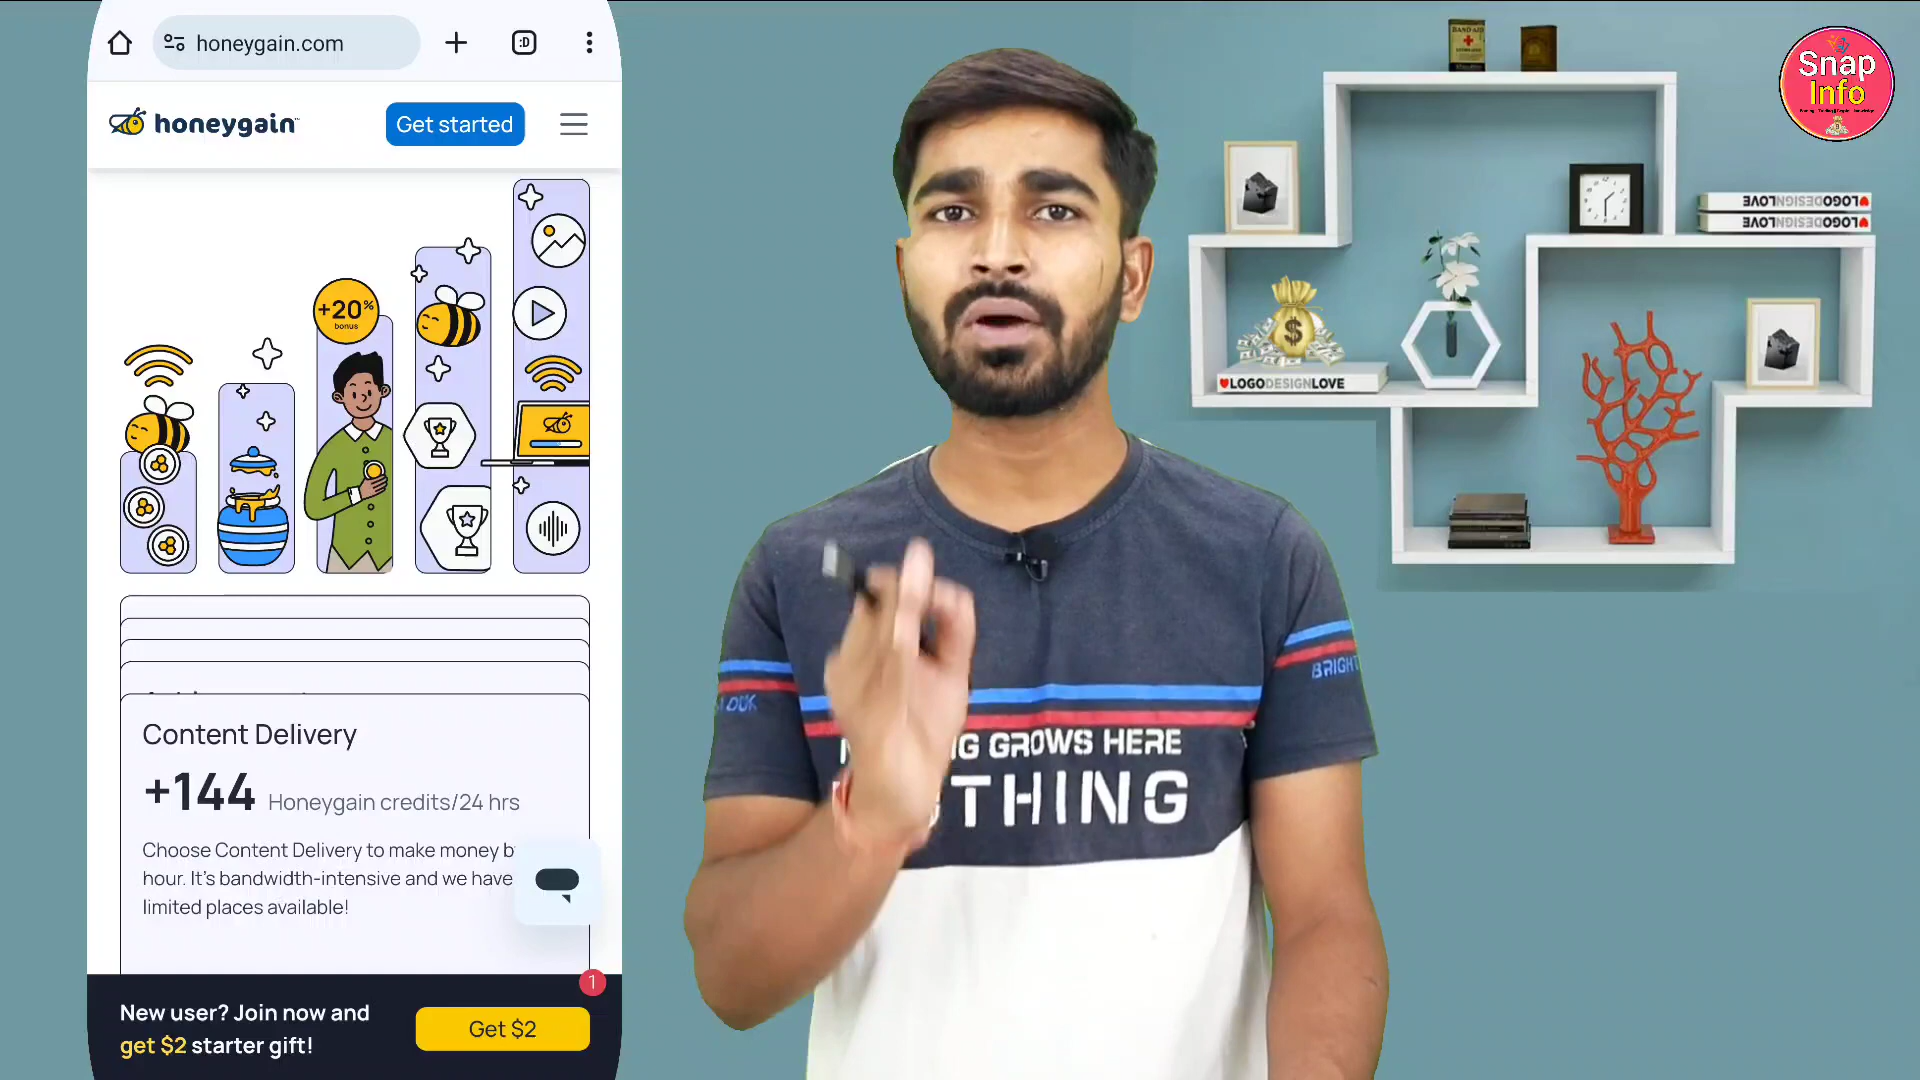 honeygain.com
:D
honeygain
Get started
+20%
bonus
Content Delivery
+144 Honeygain credits/24 hrs
Choose Content Delivery to make money b
hour. It's bandwidth-intensive and we have
limited places available!
1
New user? Join now and
get $2 starter gift!
Get $2
BRIGHT
G GROWS HERE
THING
Snap
Info
BAND-AID
LOGODESIGNLOVE
LOGODESIGNLOVE
LOGODESIGNLOVE
$